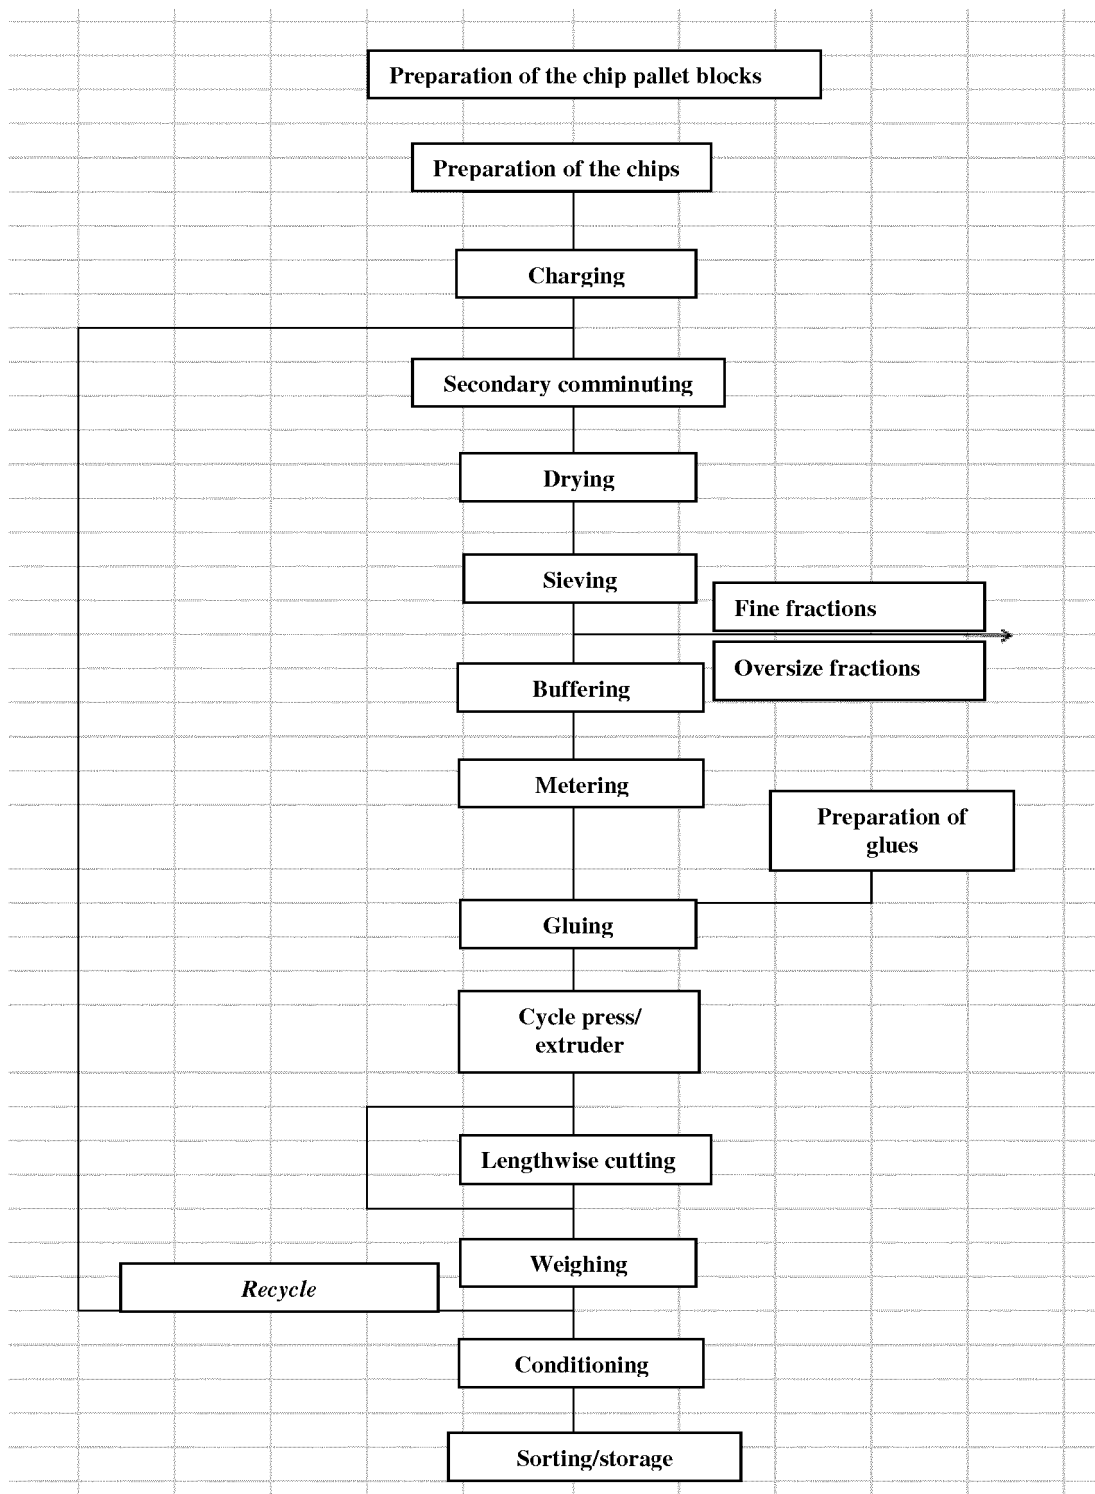 Preparation of the chip pallet blocks
Preparation of the chips
Charging
Secondary comminuting
Drying
Sieving
Fine fractions
Oversize fractions
Buffering
Metering
Preparation of
glues
Gluing
Cycle press/
extruder
Lengthwise cutting
Weighing
Recycle
Conditioning
Sorting/storage